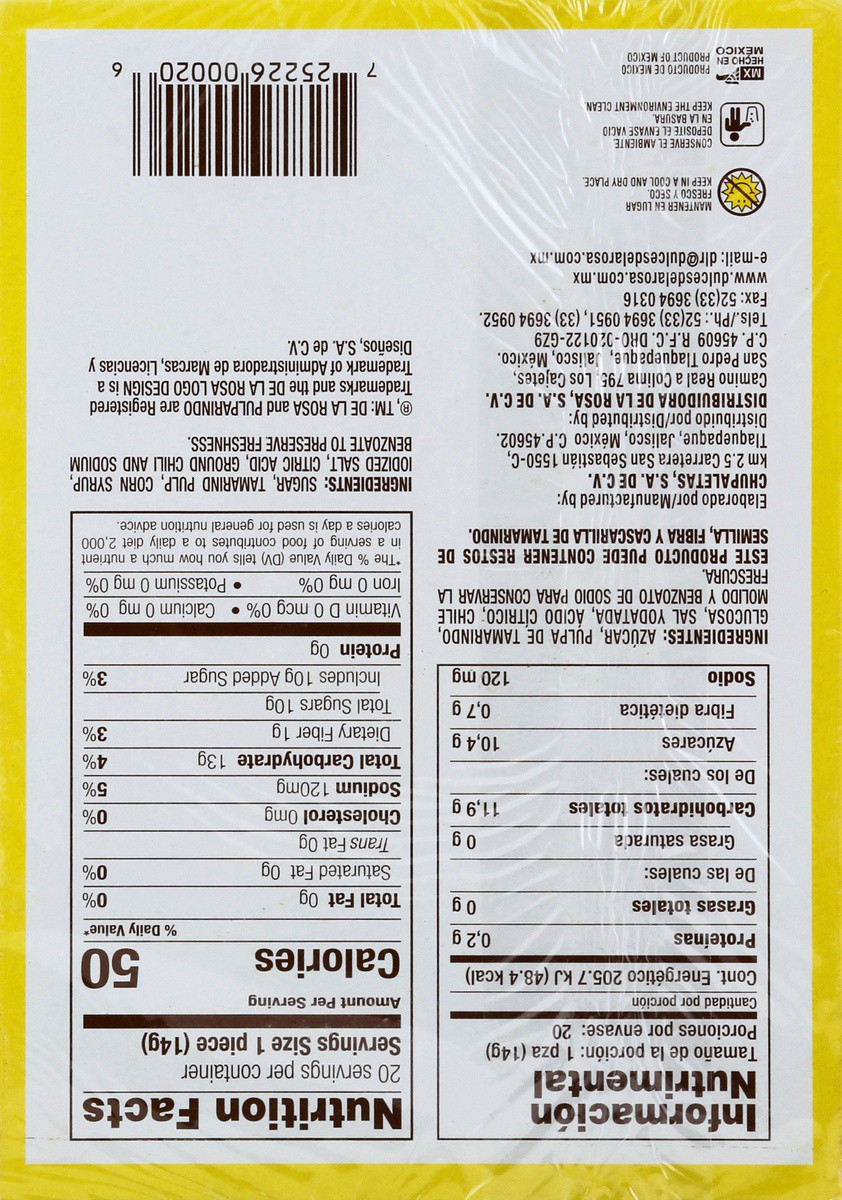 Información
Nutrimental
Tamaño de la porción: 1 pza (14g)
Porciones por envase: 20
Cantidad por porción
Cont. Energético 205.7 kJ (48.4 kcal)
Proteínas 0,2 g
Grasas totales 0 g
De las cuales:
Grasa saturada 0 g
Carbohidratos totales 11,9 g
De los cuales:
Azúcares 10,4 g
Fibra dietética 0,7 g
Sodio 120 mg
INGREDIENTES: AZÚCAR, PULPA DE TAMARINDO,
GLUCOSA, SAL YODATADA, ÁCIDO CÍTRICO, CHILE
MOLIDO Y BENZOATO DE SODIO PARA CONSERVAR LA
FRESCURA.
ESTE PRODUCTO PUEDE CONTENER RESTOS DE
SEMILLA, FIBRA Y CASCARILLA DE TAMARINDO.
Elaborado por/Manufactured by:
CHUPALETAS, S.A. DE C.V.
km 2.5 Carretera San Sebastián 1550-C,
Tlaquepaque, Jalisco, México C.P.45602.
Distribuido por/Distributed by:
DISTRIBUIDORA DE LA ROSA, S.A. DE C.V.
Camino Real a Colima 795, Los Cajetes,
San Pedro Tlaquepaque, Jalisco, México.
C.P. 45609 R.F.C. DRO-202122-GZ9
Tels./Ph.: 52(33) 3694 0951, (33) 3694 0952.
Fax: 52(33) 3694 0316
www.dulcesdelarosa.com.mx
e-mail: dlr@dulcesdelarosa.com.mx
MANTENER EN LUGAR
FRESCO Y SECO.
KEEP IN A COOL AND DRY PLACE.
CONSERVE EL AMBIENTE.
DEPOSITE EL ENVASE VACIO
EN LA BASURA.
KEEP THE ENVIRONMENT CLEAN.
MX
HECHO EN
MÉXICO
PRODUCTO DE MEXICO
PRODUCT OF MEXICO
Nutrition Facts
20 servings per container
Servings Size 1 piece (14g)
Amount Per Serving
Calories 50
% Daily Value*
Total Fat 0g 0%
Saturated Fat 0g 0%
Trans Fat 0g
Cholesterol 0mg 0%
Sodium 120mg 5%
Total Carbohydrate 13g 4%
Dietary Fiber 1g 3%
Total Sugars 10g
Includes 10g Added Sugar 3%
Protein 0g
Vitamin D 0 mcg 0% • Calcium 0 mg 0%
Iron 0 mg 0% • Potassium 0 mg 0%
*The % Daily Value (DV) tells you how much a nutrient
in a serving of food contributes to a daily diet 2,000
calories a day is used for general nutrition advice.
INGREDIENTS: SUGAR, TAMARIND PULP, CORN SYRUP,
IODIZED SALT, CITRIC ACID, GROUND CHILI AND SODIUM
BENZOATE TO PRESERVE FRESHNESS.
®, TM: DE LA ROSA and PULPARINDO are Registered
Trademarks and the DE LA ROSA LOGO DESIGN is a
Trademark of Administradora de Marcas, Licencias y
Diseños, S.A. de C.V.
7 25226 00020 6